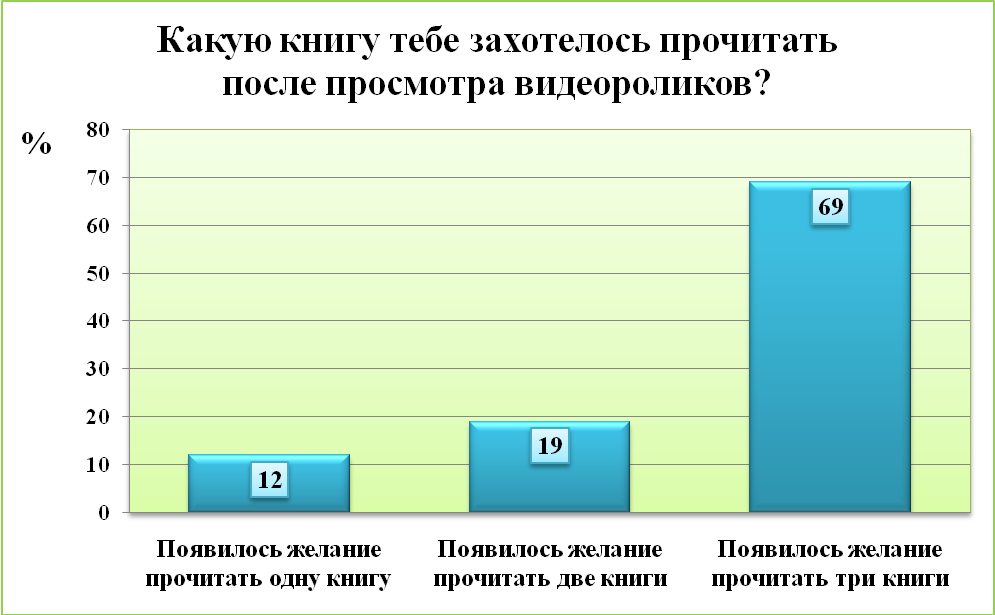 Какую книгу тебе захотелось прочитать
после просмотра видеороликов?
%
80
70
60
50
40
30
20
10
0
12
19
69
Появилось желание
прочитать одну книгу
Появилось желание
прочитать две книги
Появилось желание
прочитать три книги